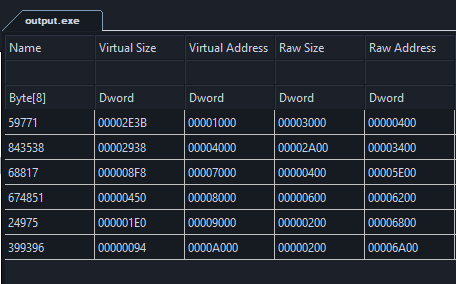 output.exe
Name Virtual Size Virtual Address Raw Size Raw Address
Byte[8] Dword Dword Dword Dword
59771 00002E3B 00001000 00003000 00000400
843538 00002938 00004000 00002A00 00003400
68817 000008F8 00007000 00000400 00005E00
674851 00000450 00008000 00000600 00006200
24975 000001E0 00009000 00000200 00006800
399396 00000094 0000A000 00000200 00006A00